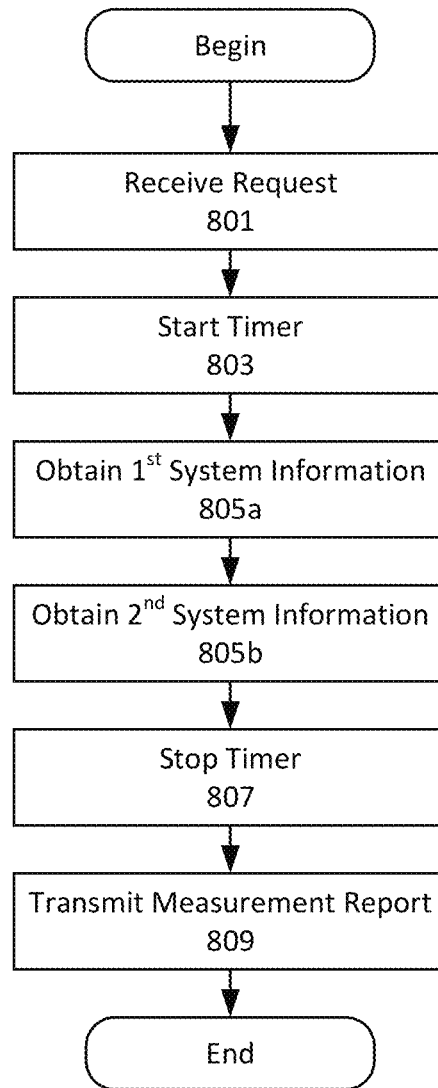 Begin
Receive Request
801
Start Timer
803
Obtain 1st System Information
805a
Obtain 2nd System Information
805b
Stop Timer
807
Transmit Measurement Report
809
End